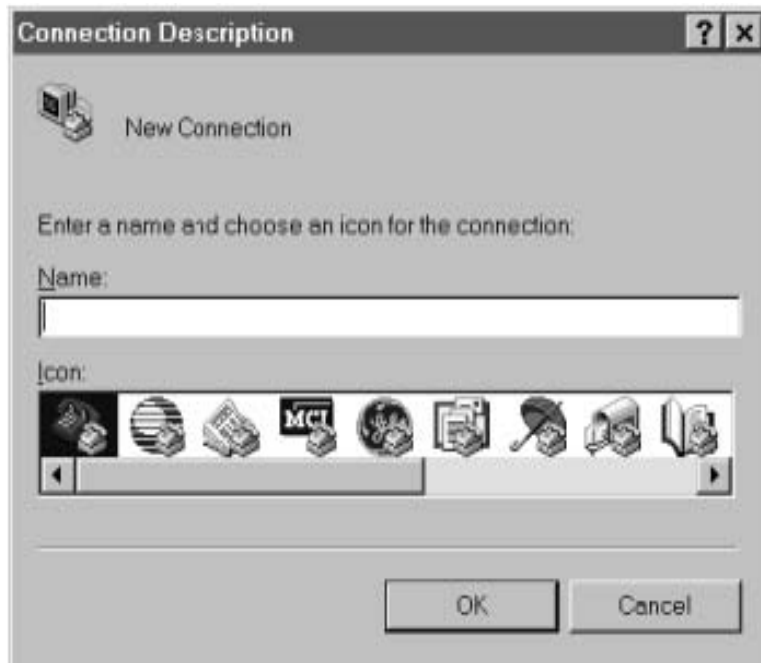 Connection Description
New Connection
Enter a name and choose an icon for the connection:
Name:
Icon:
MCI
OK
Cancel